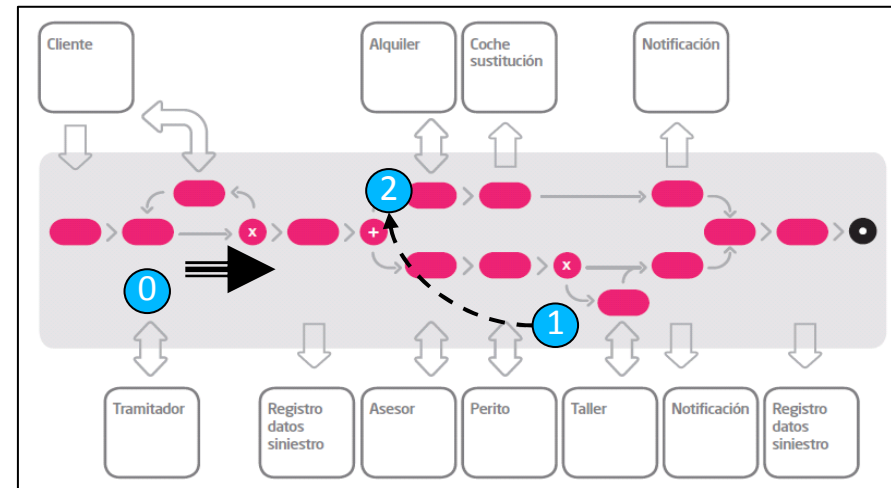 Cliente
Alquiler
Coche
sustitución
Notificación
2
x
+
x
0
1
Tramitador
Registro
datos
siniestro
Asesor
Perito
Taller
Notificación
Registro
datos
siniestro